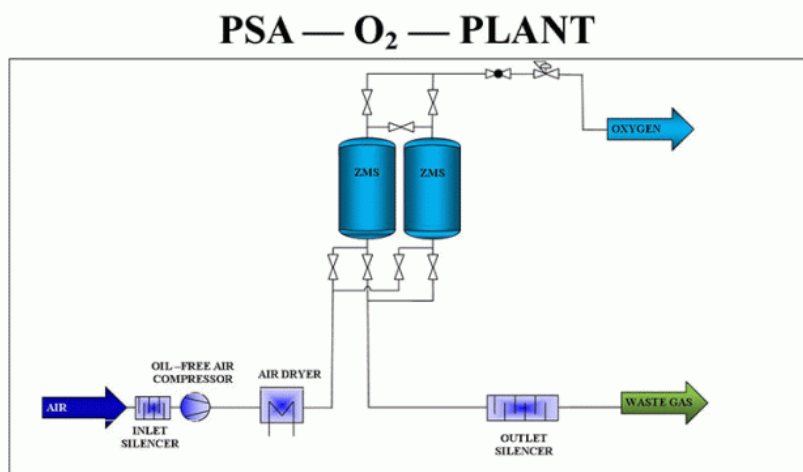 PSA — O₂ — PLANT
OXYGEN
ZMS
ZMS
OIL –FREE AIR
COMPRESSOR
AIR DRYER
AIR
INLET
SILENCER
WASTE GAS
OUTLET
SILENCER